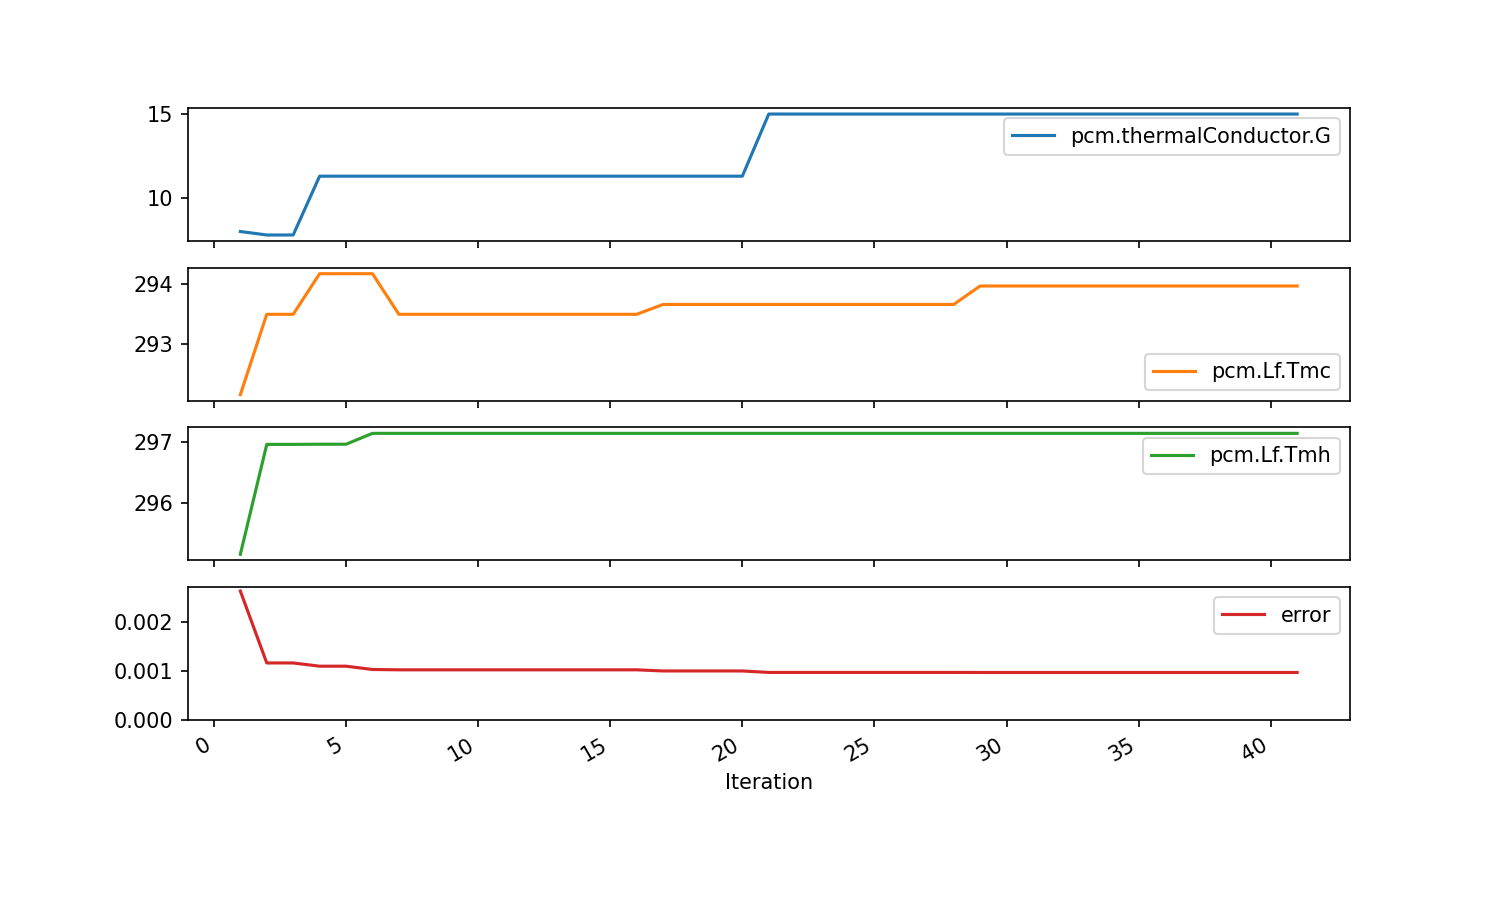 15
10
pcm.thermalConductor.G
294
293
pcm.Lf.Tmc
297
296
pcm.Lf.Tmh
0.002
0.001
0.000
error
0 5 10 15 20 25 30 35 40
Iteration